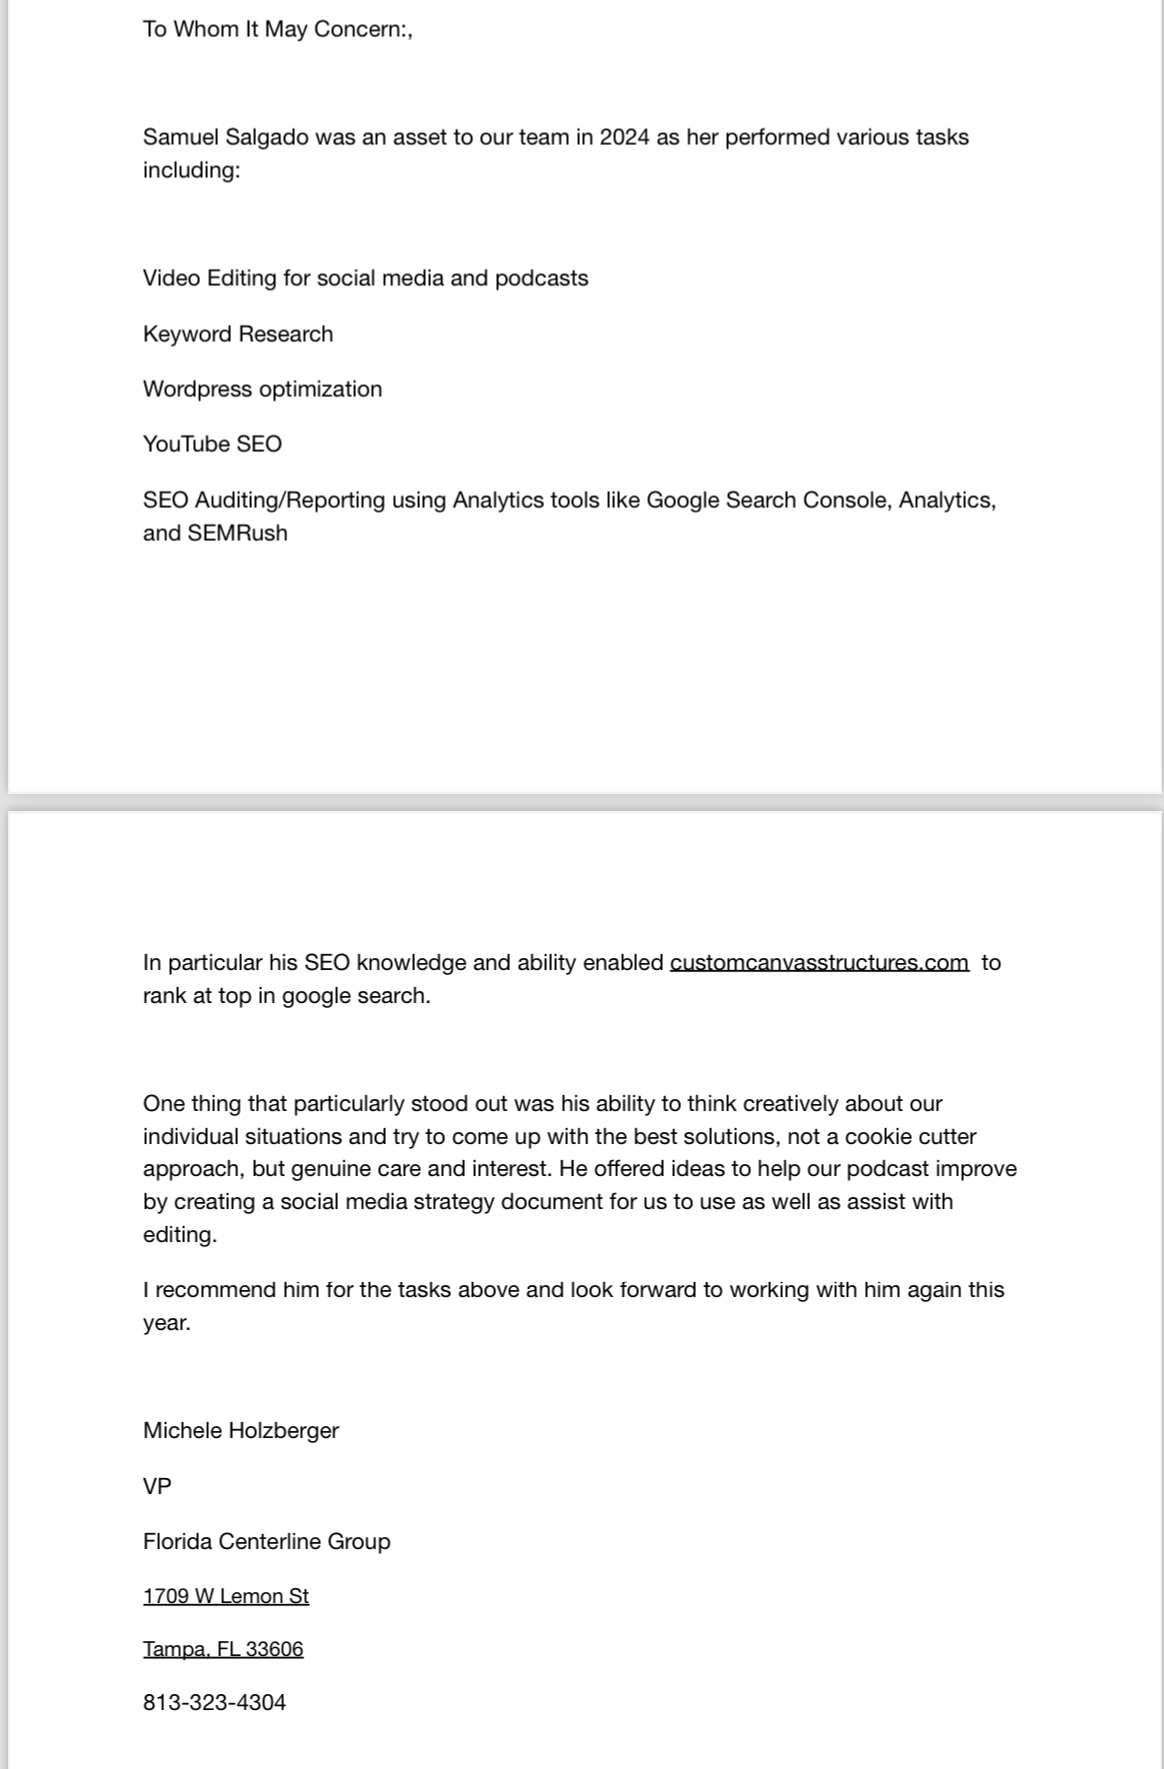 To Whom It May Concern:,
Samuel Salgado was an asset to our team in 2024 as her performed various tasks
including:
Video Editing for social media and podcasts
Keyword Research
Wordpress optimization
YouTube SEO
SEO Auditing/Reporting using Analytics tools like Google Search Console, Analytics,
and SEMRush
In particular his SEO knowledge and ability enabled customcanvasstructures.com to
rank at top in google search.
One thing that particularly stood out was his ability to think creatively about our
individual situations and try to come up with the best solutions, not a cookie cutter
approach, but genuine care and interest. He offered ideas to help our podcast improve
by creating a social media strategy document for us to use as well as assist with
editing.
I recommend him for the tasks above and look forward to working with him again this
year.
Michele Holzberger
VP
Florida Centerline Group
1709 W Lemon St
Tampa, FL 33606
813-323-4304